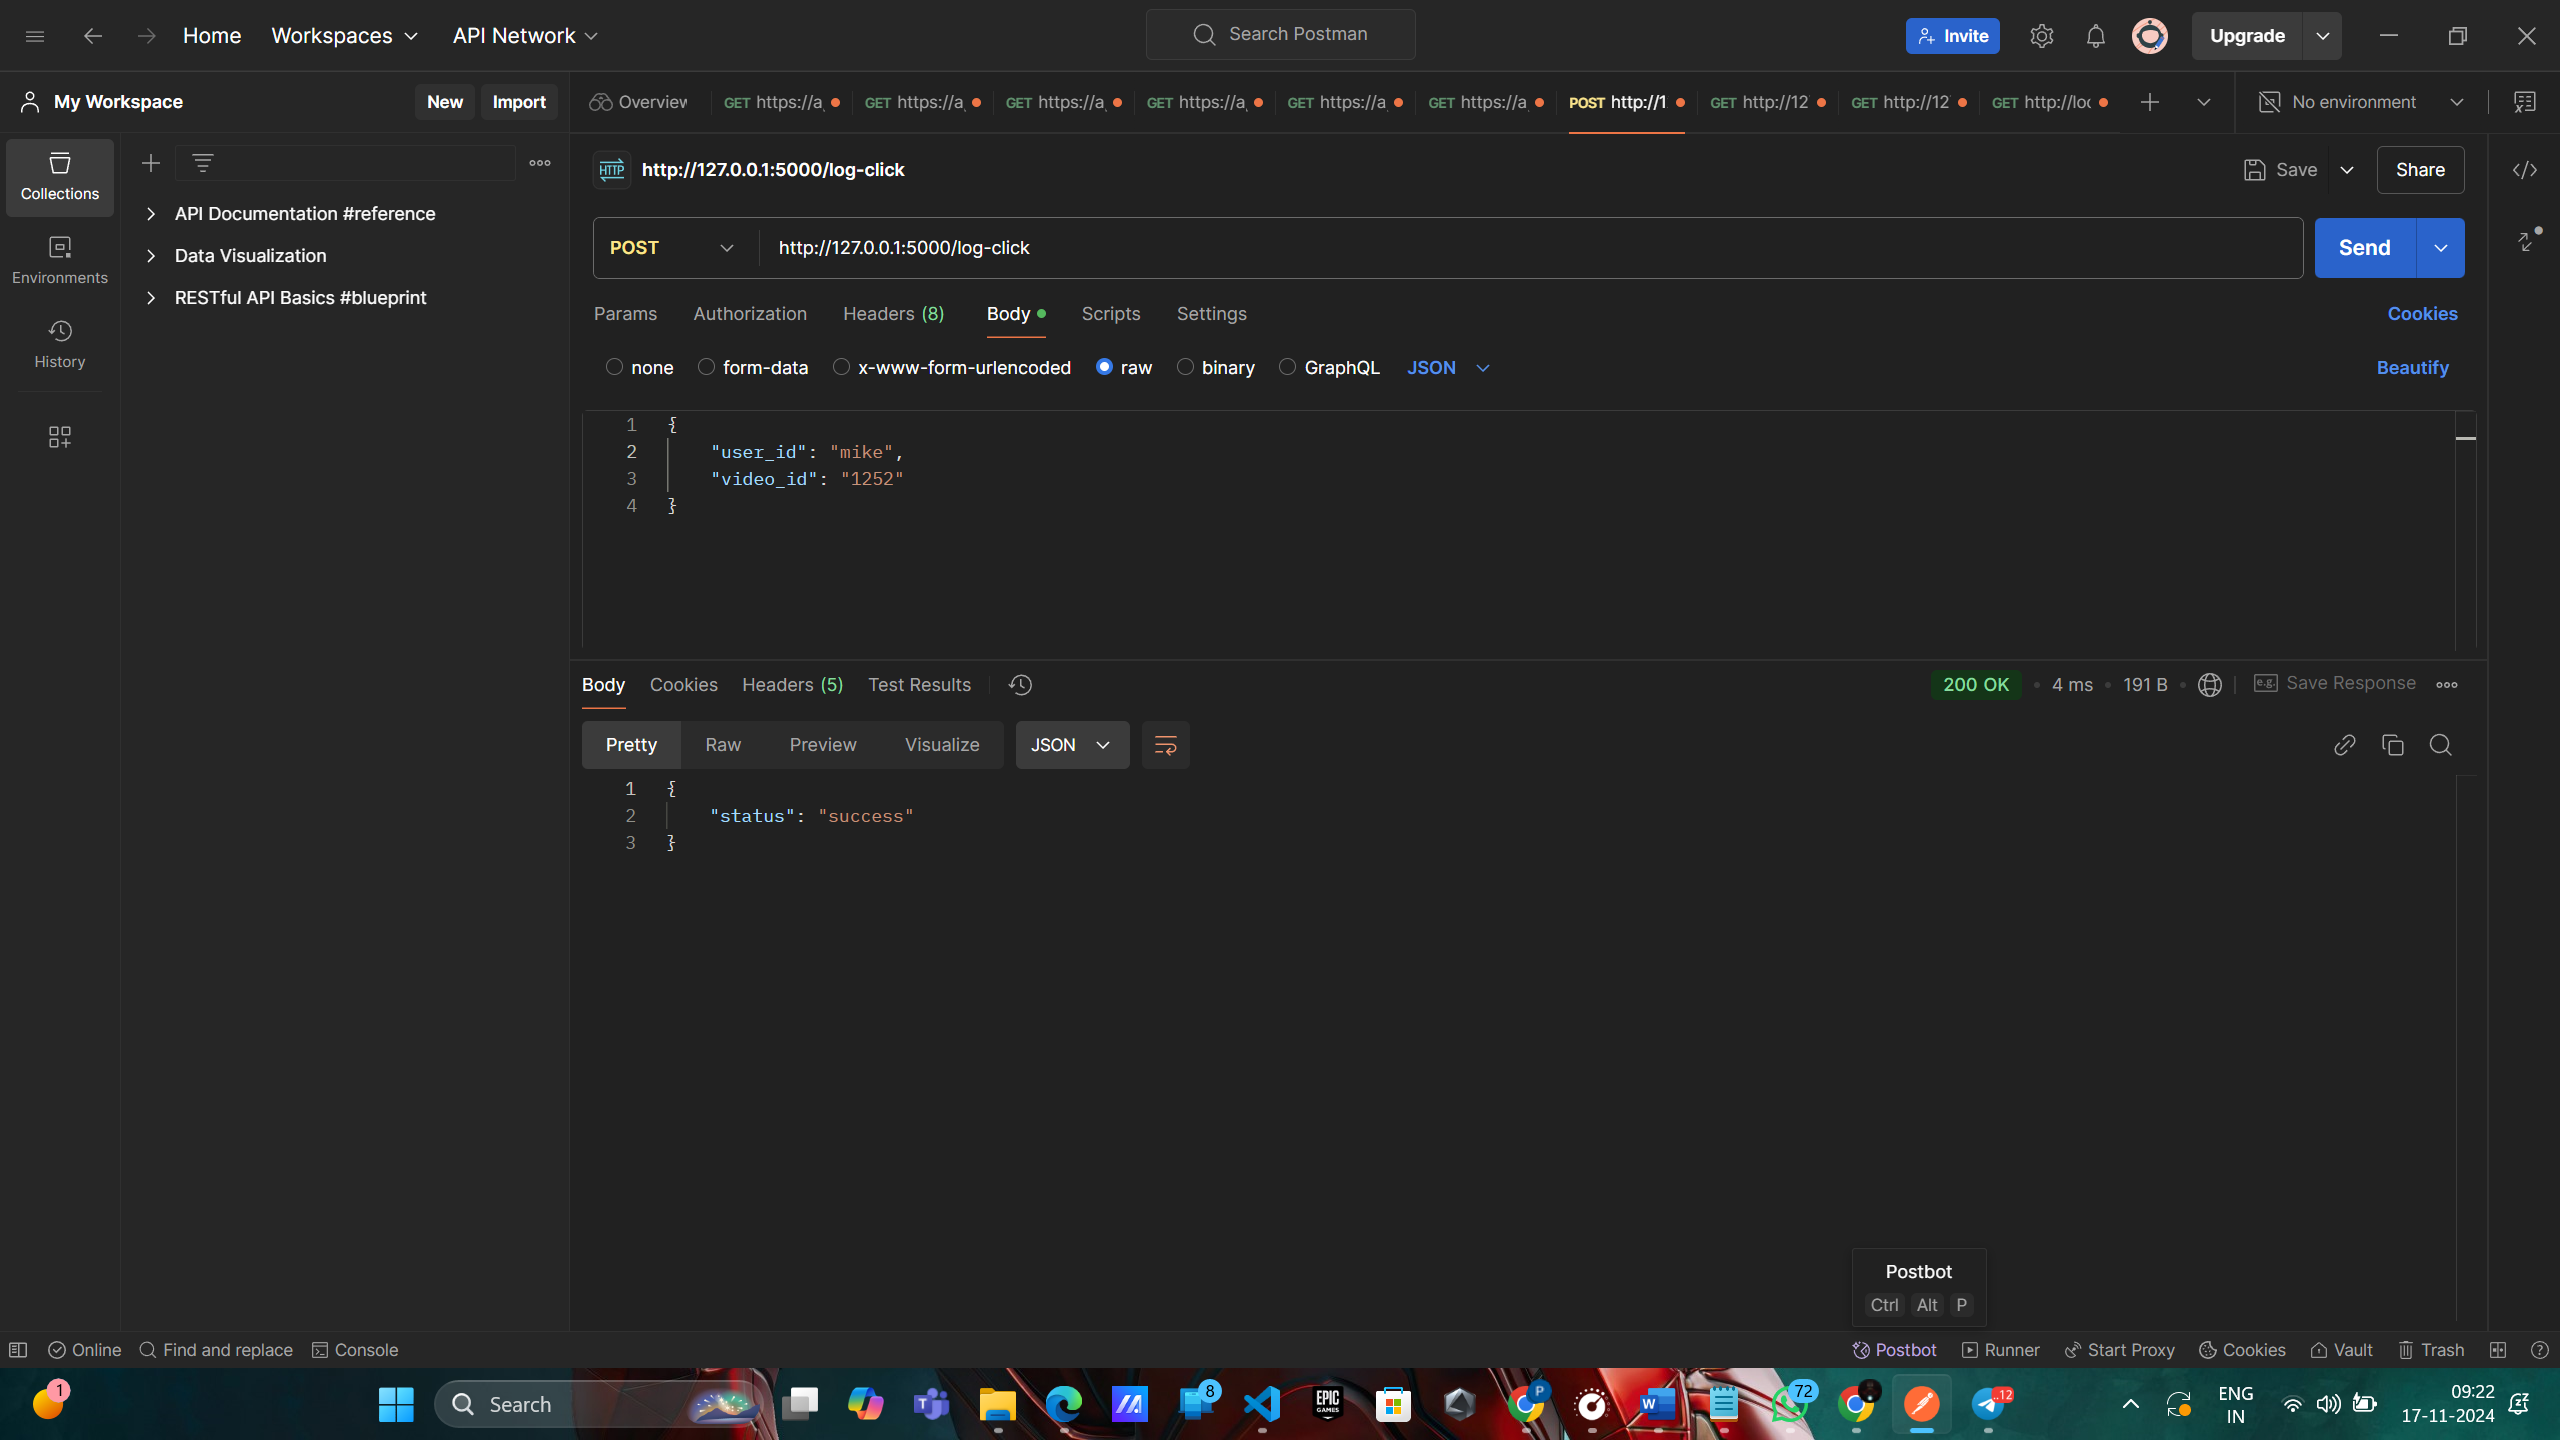 Home
Workspaces
API Network
Search Postman
Invite
Upgrade
My Workspace
New
Import
Overview
GET https://a
GET https://a
GET https://a
GET https://a
GET https://a
GET https://a
POST http://1
GET http://12
GET http://12
GET http://loc
No environment
Collections
Environments
History
API Documentation #reference
Data Visualization
RESTful API Basics #blueprint
HTTP
http://127.0.0.1:5000/log-click
Save
Share
POST
http://127.0.0.1:5000/log-click
Send
Params
Authorization
Headers (8)
Body
Scripts
Settings
Cookies
none
form-data
x-www-form-urlencoded
raw
binary
GraphQL
JSON
Beautify
1 {
2 "user_id": "mike",
3 "video_id": "1252"
4 }
Body
Cookies
Headers (5)
Test Results
200 OK
4 ms
191 B
e.g.
Save Response
Pretty
Raw
Preview
Visualize
JSON
1 {
2 "status": "success"
3 }
Postbot
Ctrl Alt P
Online
Find and replace
Console
Postbot
Runner
Start Proxy
Cookies
Vault
Trash
1
Search
8
EPIC
GAMES
P
W
72
..12
ENG
IN
09:22
17-11-2024